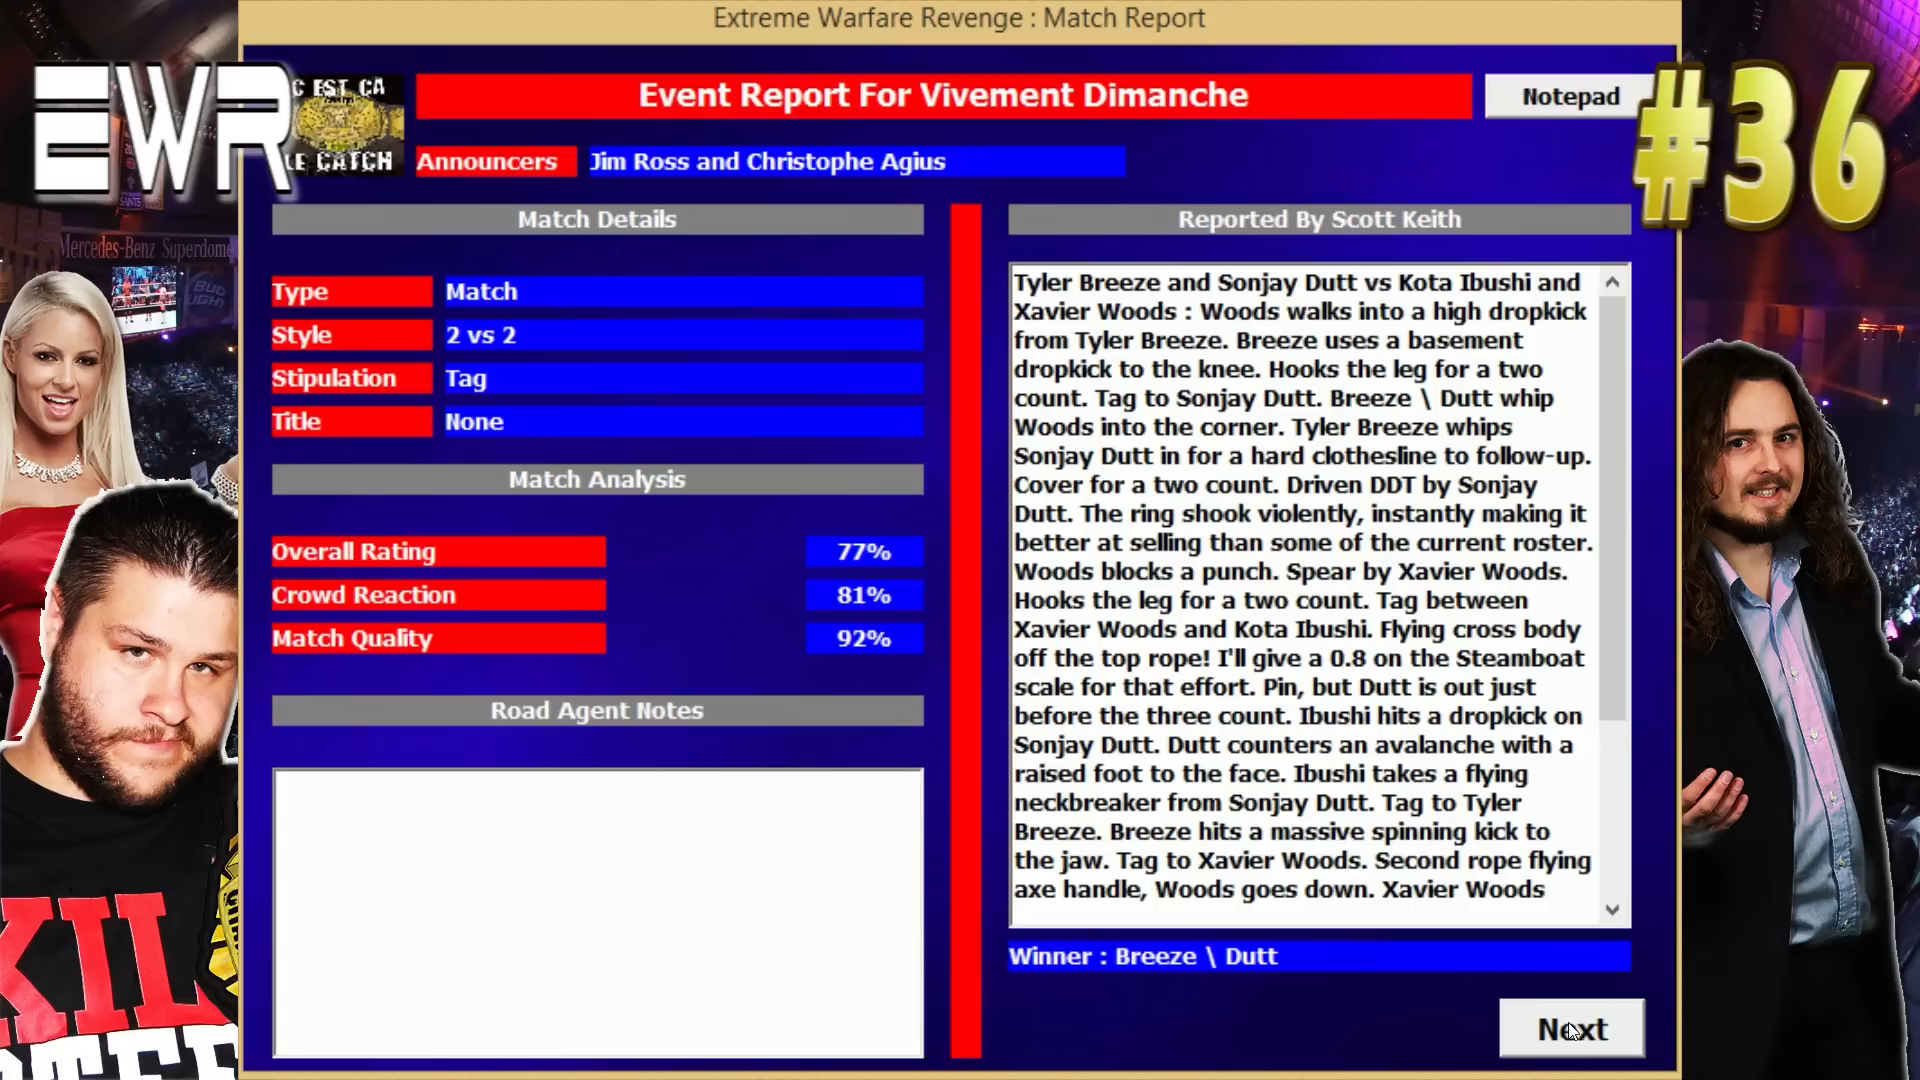 Extreme Warfare Revenge : Match Report
EWR
C EST CA
LE CATCH
Event Report For Vivement Dimanche
Notepad
#36
Announcers
Jim Ross and Christophe Agius
Mercedes-Benz Superdome
BUD LIGHT
Match Details
Type
Match
Style
2 vs 2
Stipulation
Tag
Title
None
Match Analysis
Overall Rating
77%
Crowd Reaction
81%
Match Quality
92%
Road Agent Notes
Reported By Scott Keith
Tyler Breeze and Sonjay Dutt vs Kota Ibushi and
Xavier Woods : Woods walks into a high dropkick
from Tyler Breeze. Breeze uses a basement
dropkick to the knee. Hooks the leg for a two
count. Tag to Sonjay Dutt. Breeze \ Dutt whip
Woods into the corner. Tyler Breeze whips
Sonjay Dutt in for a hard clothesline to follow-up.
Cover for a two count. Driven DDT by Sonjay
Dutt. The ring shook violently, instantly making it
better at selling than some of the current roster.
Woods blocks a punch. Spear by Xavier Woods.
Hooks the leg for a two count. Tag between
Xavier Woods and Kota Ibushi. Flying cross body
off the top rope! I'll give a 0.8 on the Steamboat
scale for that effort. Pin, but Dutt is out just
before the three count. Ibushi hits a dropkick on
Sonjay Dutt. Dutt counters an avalanche with a
raised foot to the face. Ibushi takes a flying
neckbreaker from Sonjay Dutt. Tag to Tyler
Breeze. Breeze hits a massive spinning kick to
the jaw. Tag to Xavier Woods. Second rope flying
axe handle, Woods goes down. Xavier Woods
Winner : Breeze \ Dutt
Next
KIL